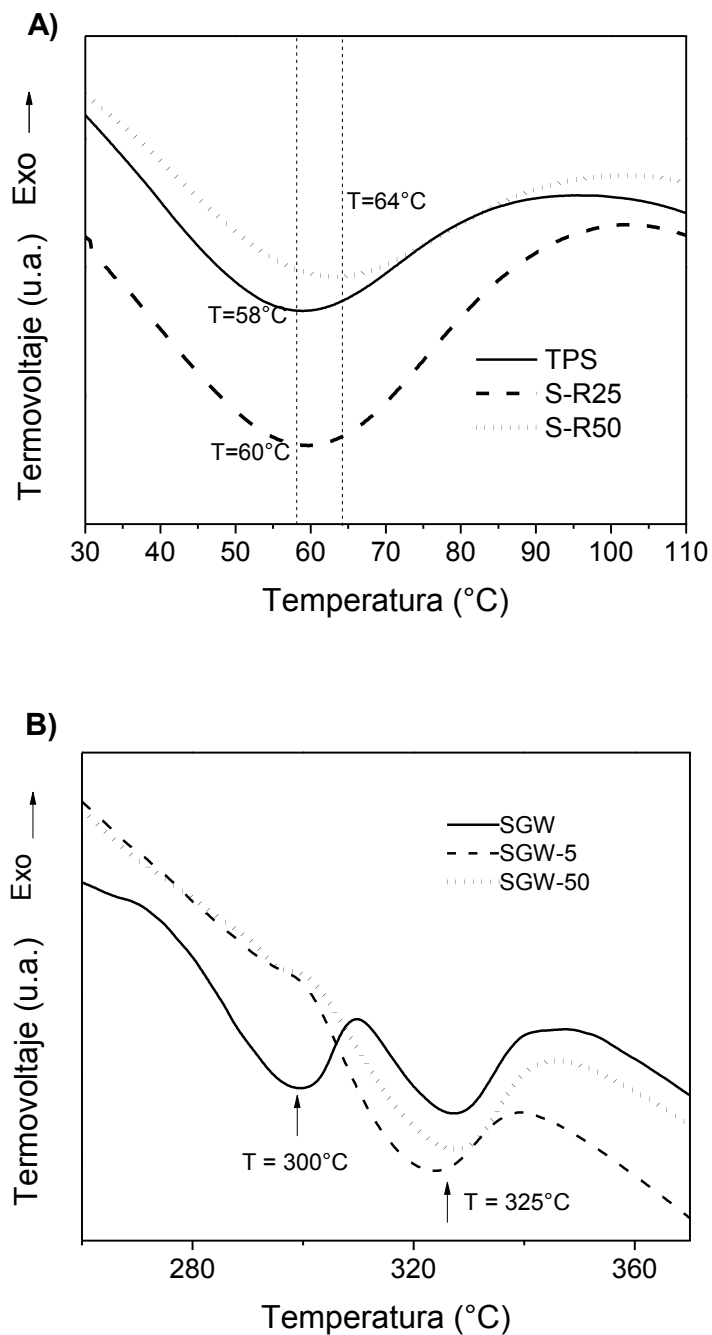 A)
Termovoltaje (u.a.) Exo
T=64°C
T=58°C
T=60°C
TPS
S-R25
S-R50
30 40 50 60 70 80 90 100 110
Temperatura (°C)
B)
Termovoltaje (u.a.) Exo
SGW
SGW-5
SGW-50
T = 300°C
T = 325°C
280 320 360
Temperatura (°C)